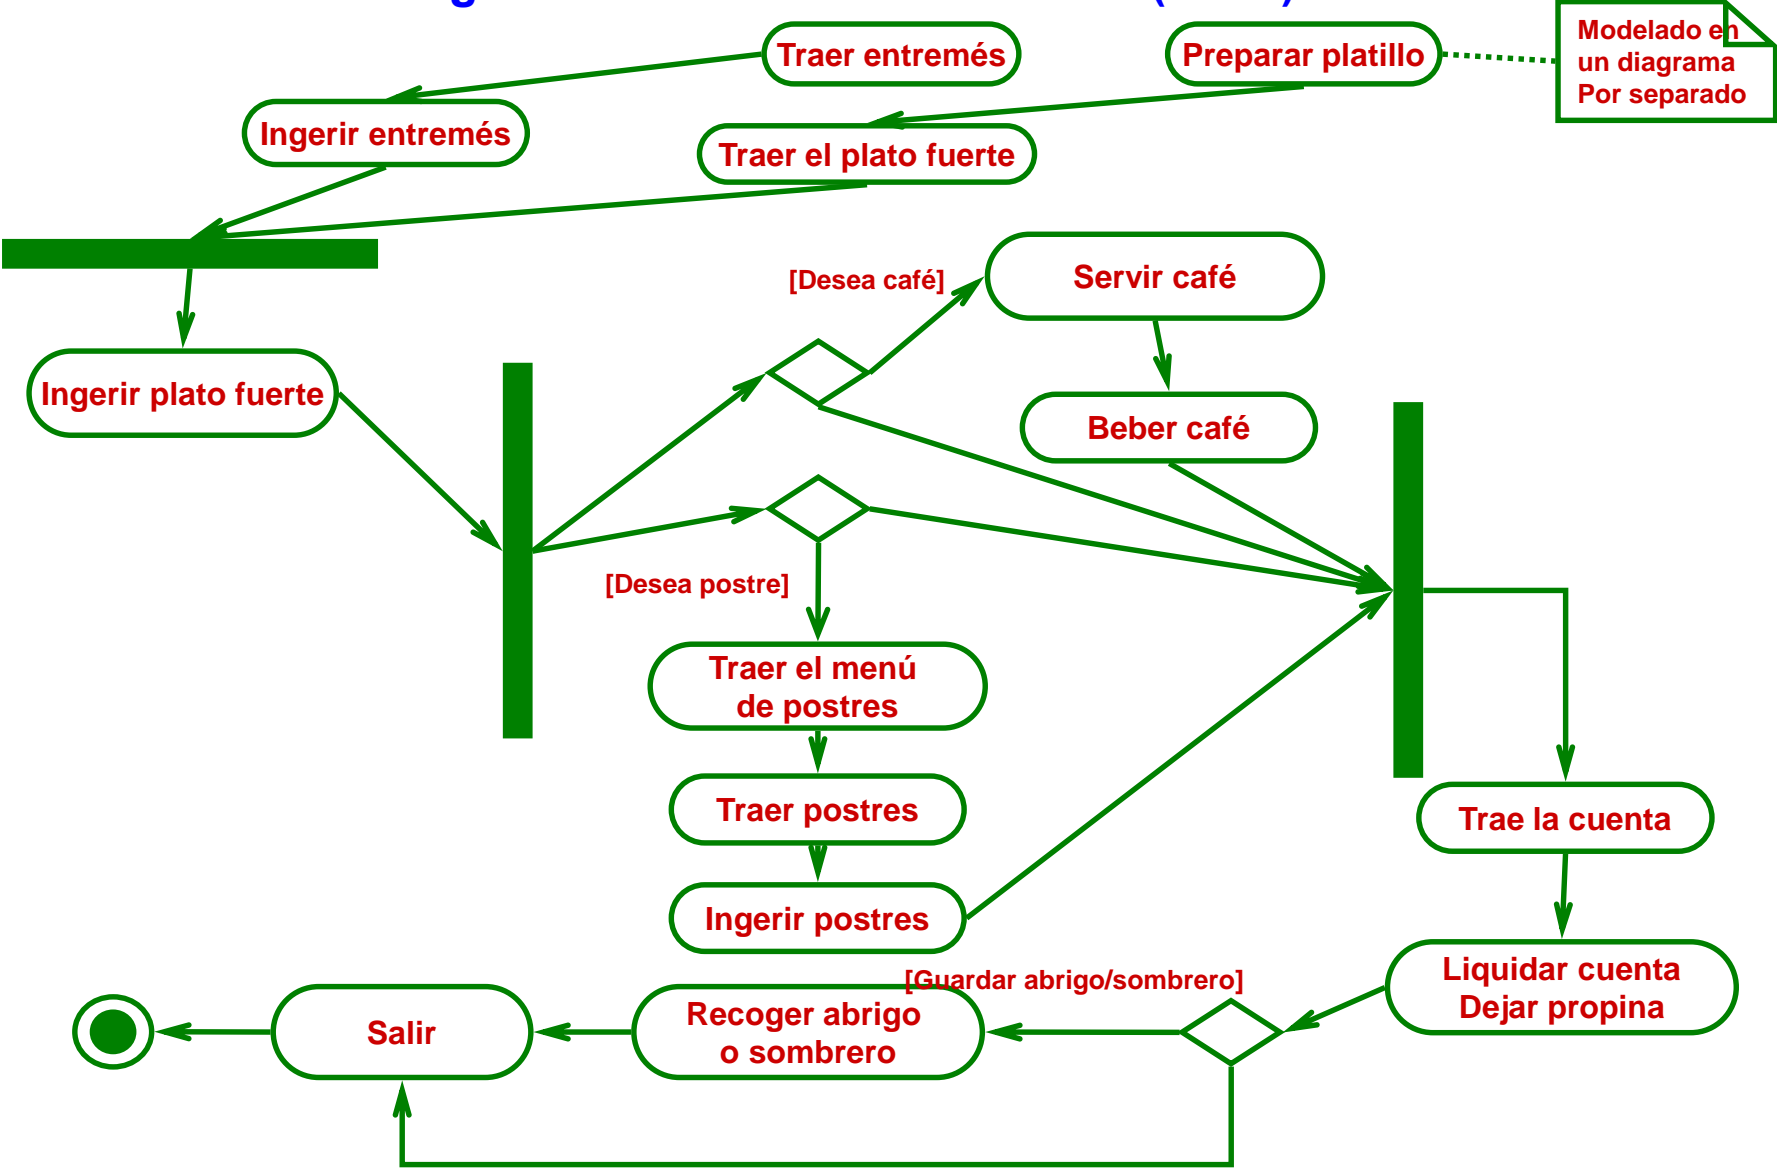 Traer entremés
Preparar platillo
Modelado en
un diagrama
Por separado
Ingerir entremés
Traer el plato fuerte
[Desea café]
Servir café
Ingerir plato fuerte
Beber café
[Desea postre]
Traer el menú
de postres
Traer postres
Trae la cuenta
Ingerir postres
[Guardar abrigo/sombrero]
Liquidar cuenta
Dejar propina
Recoger abrigo
o sombrero
Salir